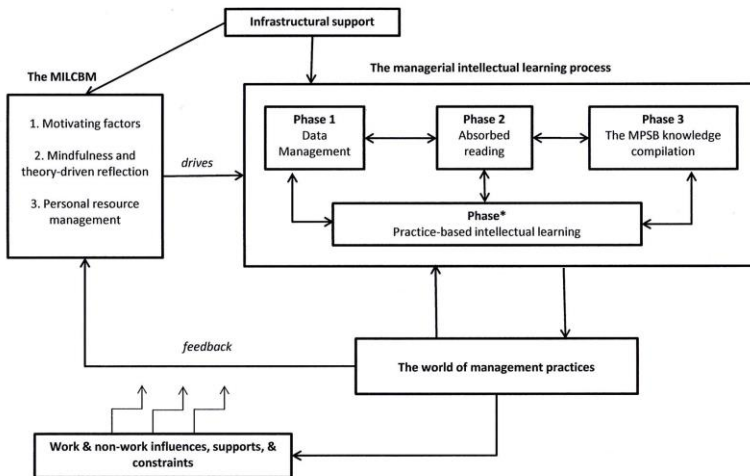 Infrastructural support
The MILCBM
The managerial intellectual learning process
1. Motivating factors
2. Mindfulness and
theory-driven reflection
3. Personal resource
management
drives
Phase 1
Data
Management
Phase 2
Absorbed
reading
Phase 3
The MPSB knowledge
compilation
Phase*
Practice-based intellectual learning
feedback
The world of management practices
Work & non-work influences, supports, &
constraints